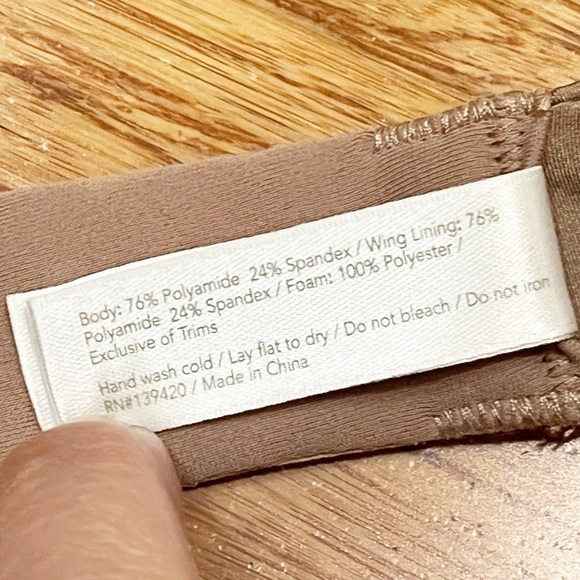 Body: 76% Polyamide 24% Spandex / Wing Lining: 76%
Polyamide 24% Spandex / Foam: 100% Polyester /
Exclusive of Trims
Hand wash cold / Lay flat to dry / Do not bleach / Do not iron
RN#139420 / Made in China